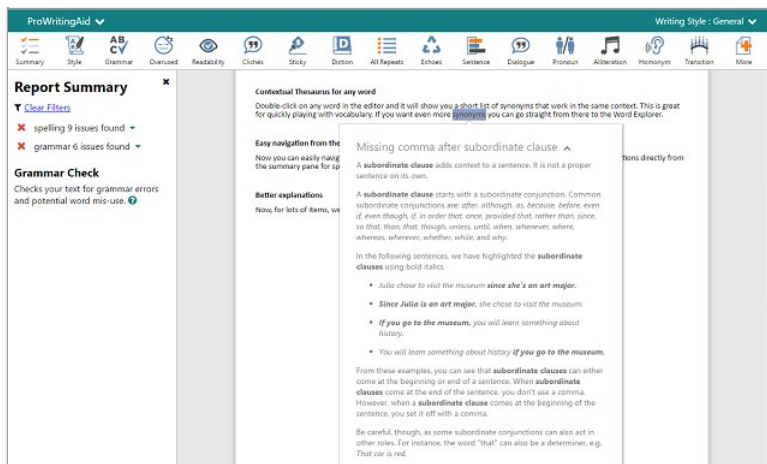 ProWritingAid
Writing Style : General
Summary
Style
Grammar
Overused
Readability
Clichés
Sticky
Diction
All Repeats
Echoes
Sentence
Dialogue
Pronoun
Alliteration
Homonym
Transition
More
Report Summary
Clear Filters
spelling 9 issues found
grammar 6 issues found
Grammar Check
Checks your text for grammar errors
and potential word mis-use.
Contextual Thesaurus for any word
Double-click on any word in the editor and it will show you a short list of synonyms that work in the same context. This is great
for quickly playing with vocabulary. If you want even more synonyms you can go straight from there to the Word Explorer.
Easy navigation from the
Now you can easily navig
tions directly from
the summary pane for sp
Better explanations
Now, for lots of items, we
Missing comma after subordinate clause
A subordinate clause adds context to a sentence. It is not a proper
sentence on its own.
A subordinate clause starts with a subordinate conjunction. Common
subordinate conjunctions are: after, although, as, because, before, even
if, even though, if, in order that, once, provided that, rather than, since,
so that, than, that, though, unless, until, when, whenever, where,
whereas, wherever, whether, while, and why.
In the following sentences, we have highlighted the subordinate
clauses using bold italics.
Julia chose to visit the museum since she's an art major.
Since Julia is an art major, she chose to visit the museum.
If you go to the museum, you will learn something about
history.
You will learn something about history if you go to the museum.
From these examples, you can see that subordinate clauses can either
come at the beginning or end of a sentence. When subordinate
clauses come at the end of the sentence, you don't use a comma.
However, when a subordinate clause comes at the beginning of the
sentence, you set it off with a comma.
Be careful, though, as some subordinate conjunctions can also act in
other roles. For instance, the word "that" can also be a determiner, e.g.
That car is red.